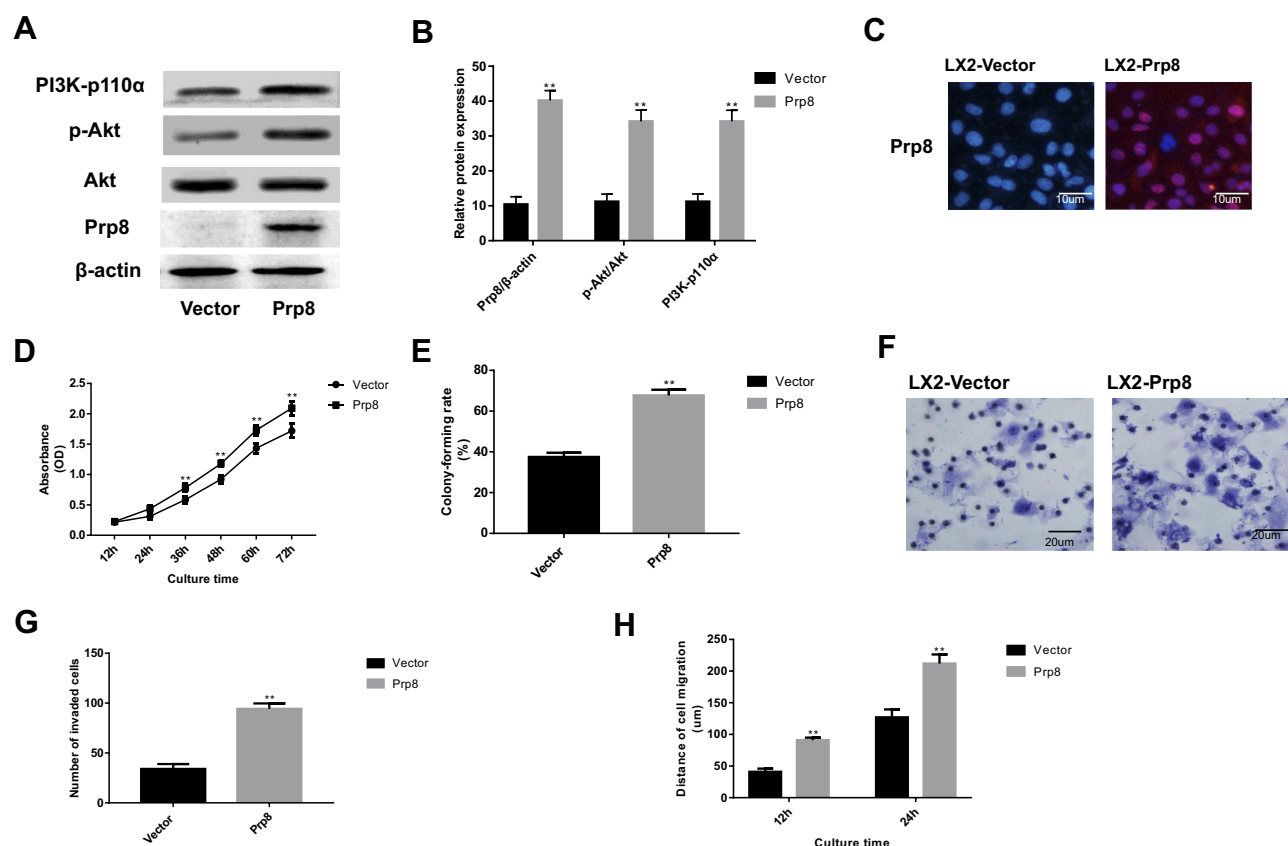 A
PI3K-p110α
p-Akt
Akt
Prp8
β-actin
Vector Prp8
B
Relative protein expression
50
40
30
20
10
0
** ** **
Prp8/β-actin
p-Akt/Akt
PI3K-p110α
Vector
Prp8
C
LX2-Vector LX2-Prp8
Prp8
10um 10um
D
Absorbance
(OD)
2.5
2.0
1.5
1.0
0.5
0.0
** ** ** **
12h 24h 36h 48h 60h 72h
Culture time
Vector
Prp8
E
Colony-forming rate
(%)
80
60
40
20
0
**
Vector Prp8
Vector
Prp8
F
LX2-Vector LX2-Prp8
20um 20um
G
Number of invaded cells
150
100
50
0
**
Vector Prp8
Vector
Prp8
H
Distance of cell migration
(um)
250
200
150
100
50
0
** **
12h 24h
Culture time
Vector
Prp8